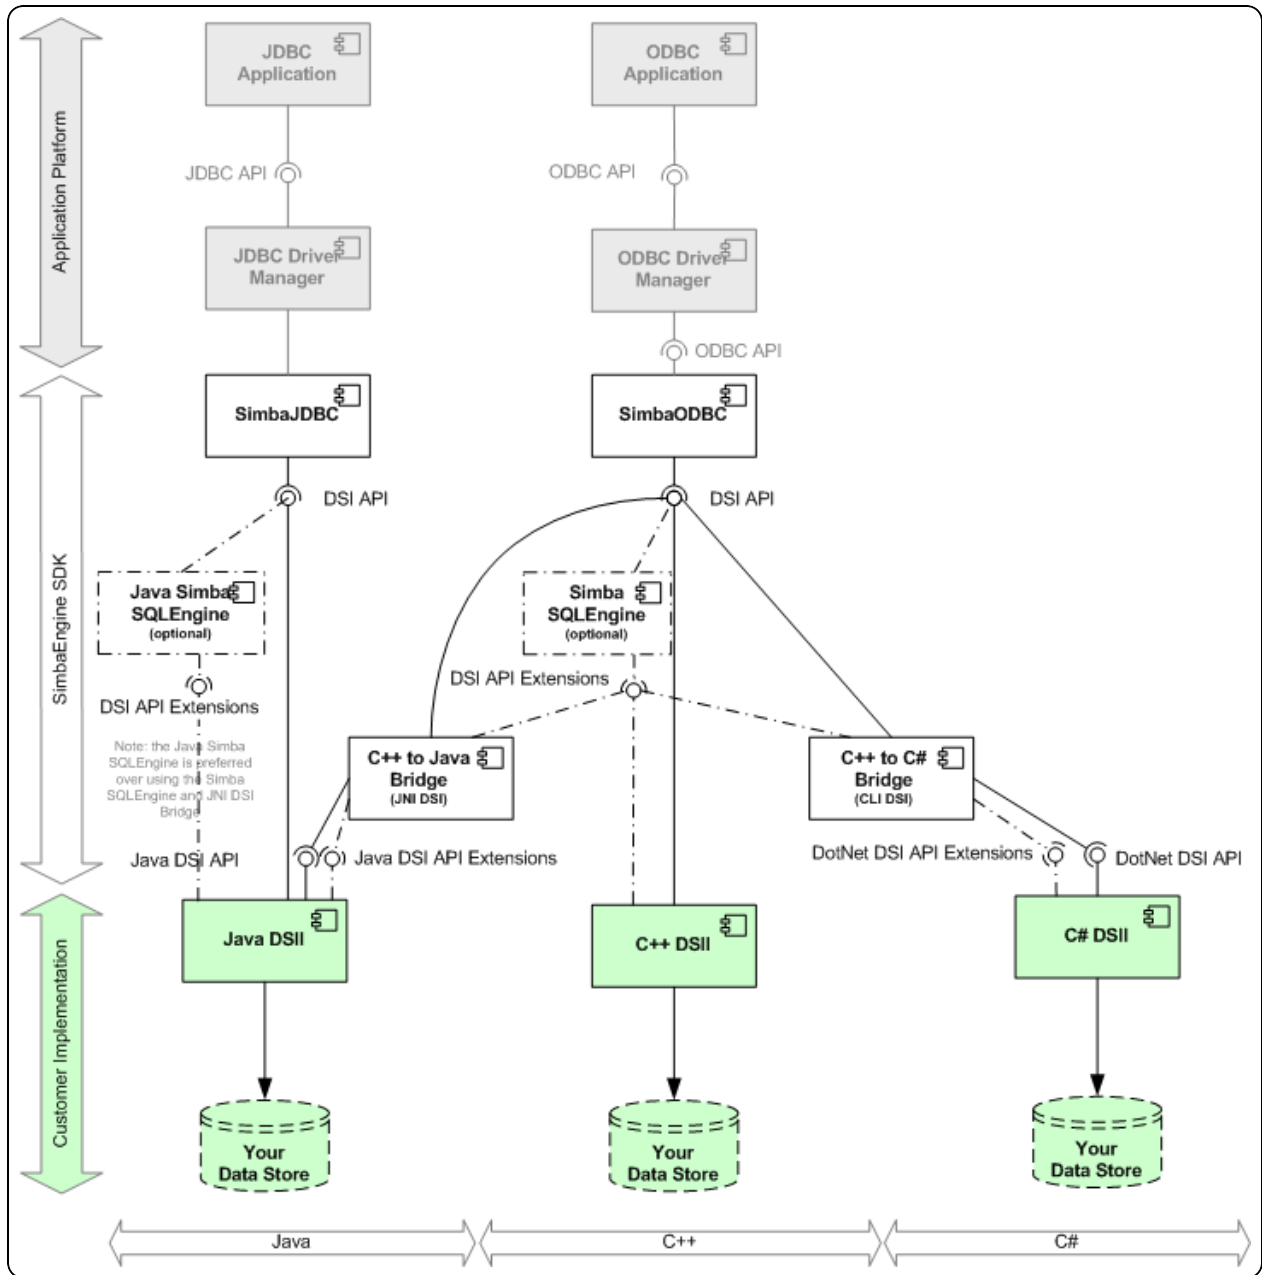 JDBC
Application
ODBC
Application
JDBC API
ODBC API
Application Platform
JDBC Driver
Manager
ODBC Driver
Manager
ODBC API
SimbaJDBC
SimbaODBC
DSI API
DSI API
SimbaEngine SDK
Java Simba
SQLEngine
(optional)
Simba
SQLEngine
(optional)
DSI API Extensions
DSI API Extensions
Note: the Java Simba
SQLEngine is preferred
over using the Simba
SQLEngine and JNI DSI
Bridge
C++ to Java
Bridge
(JNI DSI)
C++ to C#
Bridge
(CLI DSI)
Java DSI API
Java DSI API Extensions
DotNet DSI API Extensions
DotNet DSI API
Customer Implementation
Java DSII
C++ DSII
C# DSII
Your
Data Store
Your
Data Store
Your
Data Store
Java
C++
C#